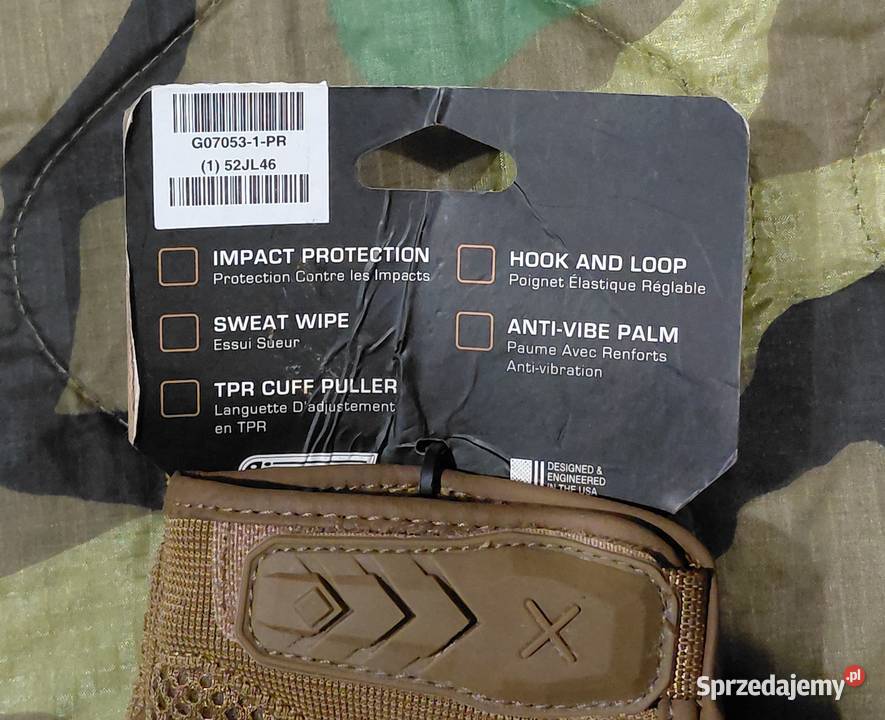 G07053-1-PR
(1) 52JL46
IMPACT PROTECTION
Protection Contre les Impacts
SWEAT WIPE
Essui Sueur
TPR CUFF PULLER
Languette D'adjustement
en TPR
HOOK AND LOOP
Poignet Élastique Réglable
ANTI-VIBE PALM
Paume Avec Renforts
Anti-vibration
DESIGNED &
ENGINEERED
IN THE USA
Sprzedajemy.pl